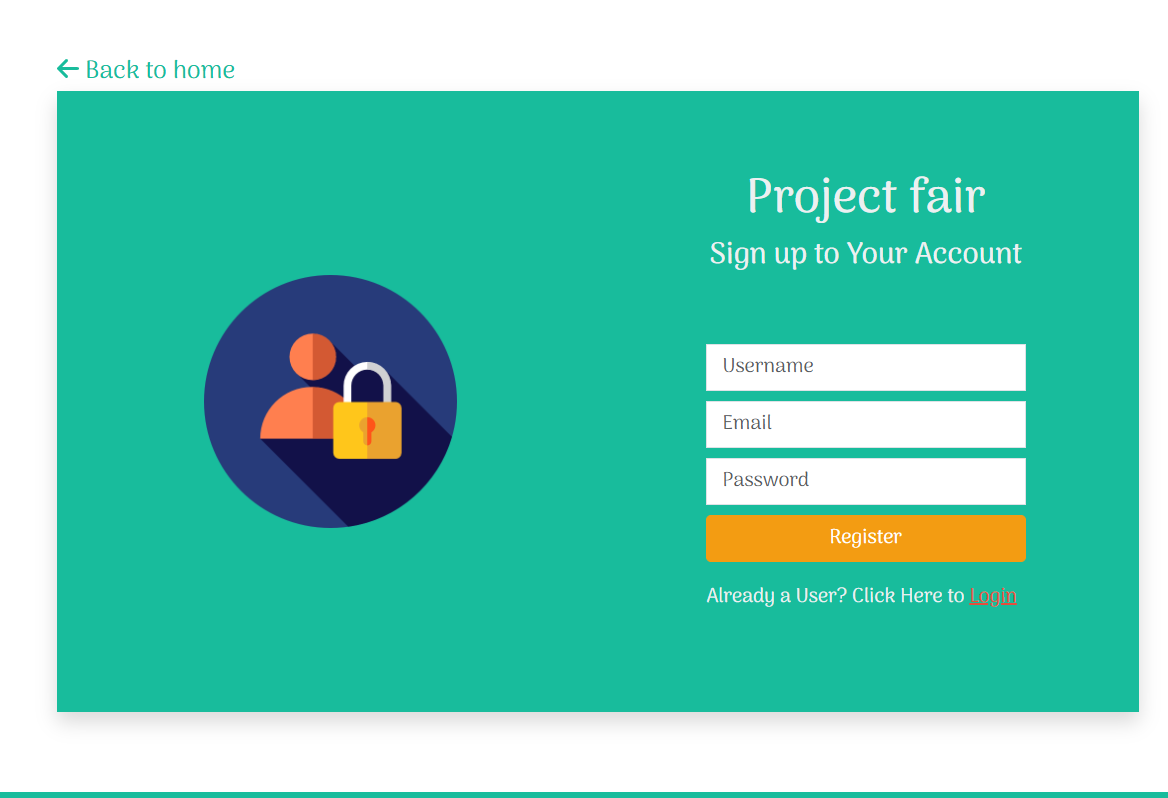 Back to home
Project fair
Sign up to Your Account
Username
Email
Password
Register
Already a User? Click Here to Login